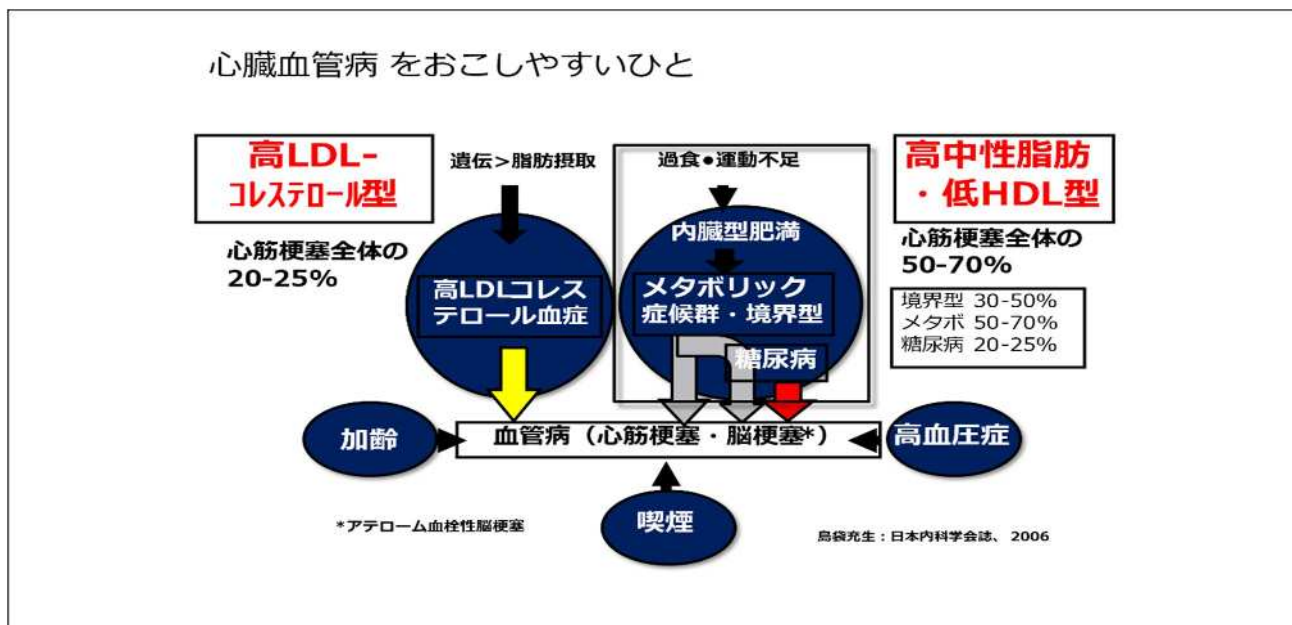 心臓血管病 をおこしやすいひと
高LDL-
ｺﾚｽﾃﾛｰﾙ型
心筋梗塞全体の
20-25%
遺伝>脂肪摂取
高LDLコレス
テロール血症
過食●運動不足
内臓型肥満
メタボリック
症候群・境界型
糖尿病
高中性脂肪
・低HDL型
心筋梗塞全体の
50-70%
境界型 30-50%
メタボ 50-70%
糖尿病 20-25%
加齢
血管病（心筋梗塞・脳梗塞*）
高血圧症
喫煙
*アテローム血栓性脳梗塞
島袋充生：日本内科学会誌、 2006